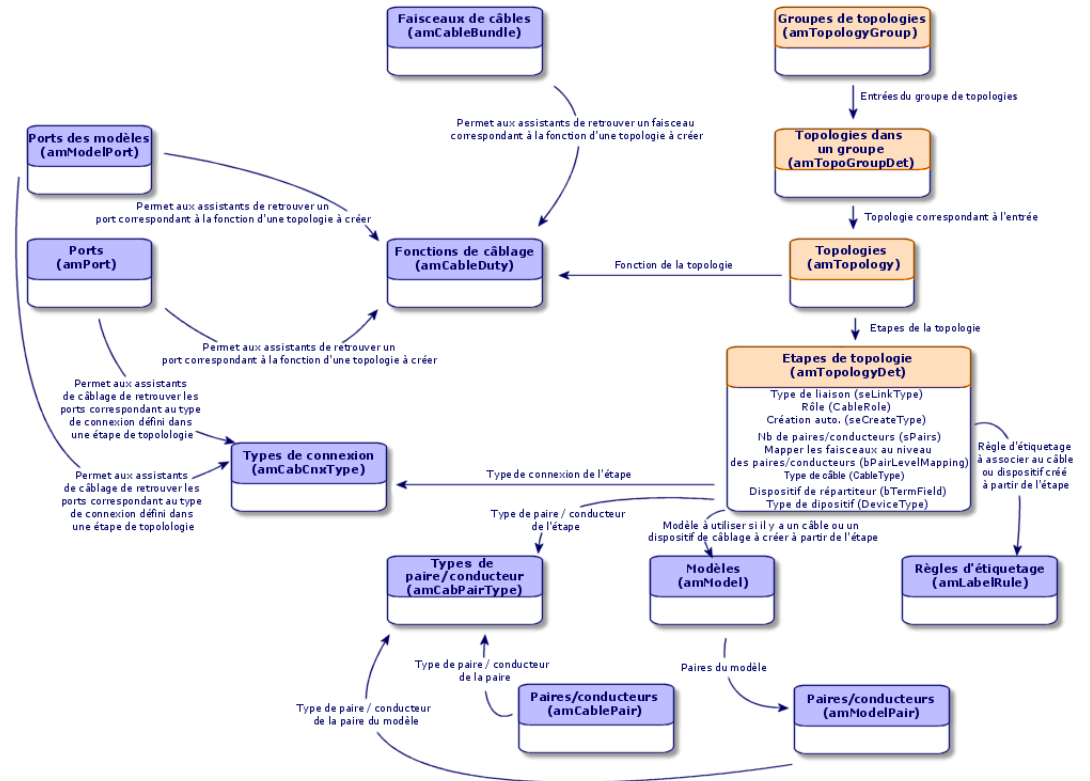 Faisceaux de câbles
(amCableBundle)
Groupes de topologies
(amTopologyGroup)
Entrées du groupe de topologies
Permet aux assistants de retrouver un faisceau
correspondant à la fonction d'une topologie à créer
Ports des modèles
(amModelPort)
Topologies dans
un groupe
(amTopoGroupDet)
Permet aux assistants de retrouver un
port correspondant à la fonction d'une topologie à créer
Topologie correspondant à l'entrée
Ports
(amPort)
Fonctions de câblage
(amCableDuty)
Fonction de la topologie
Topologies
(amTopology)
Etapes de la topologie
Permet aux assistants de retrouver un
port correspondant à la fonction d'une topologie à créer
Etapes de topologie
(amTopologyDet)
Type de liaison (seLinkType)
Rôle (CableRole)
Création auto. (seCreateType)
Nb de paires/conducteurs (sPairs)
Mapper les faisceaux au niveau
des paires/conducteurs (bPairLevelMapping)
Type de câble (CableType)
Dispositif de répartiteur (bTermField)
Type de dipositif (DeviceType)
Permet aux assistants
de câblage de retrouver les
ports correspondant au type
de connexion défini dans
une étape de topolologie
Règle d'étiquetage
à associer au câble
ou dispositif créé
à partir de l'étape
Types de connexion
(amCabCnxType)
Type de connexion de l'étape
Permet aux assistants
de câblage de retrouver les
ports correspondant au type
de connexion défini dans
une étape de topolologie
Type de paire / conducteur
de l'étape
Modèle à utiliser si il y a un câble ou un
dispositif de câblage à créer à partir de l'étape
Types de
paire/conducteur
(amCabPairType)
Modèles
(amModel)
Règles d'étiquetage
(amLabelRule)
Type de paire / conducteur
de la paire
Paires du modèle
Type de paire / conducteur
de la paire du modèle
Paires/conducteurs
(amCablePair)
Paires/conducteurs
(amModelPair)